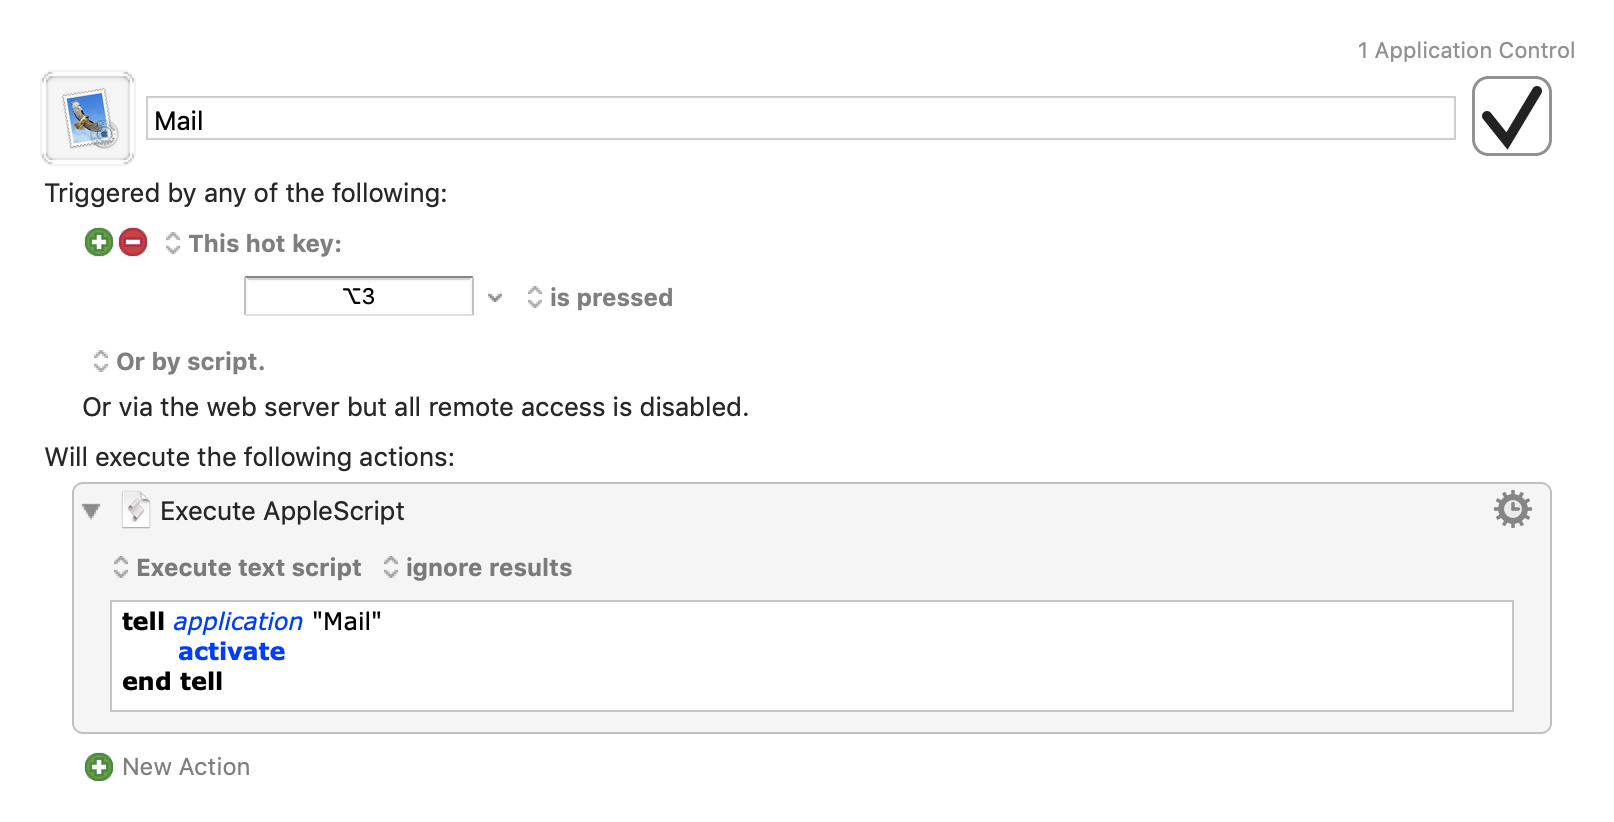 1 Application Control
Mail
Triggered by any of the following:
This hot key:
⌥3 is pressed
Or by script.
Or via the web server but all remote access is disabled.
Will execute the following actions:
Execute AppleScript
Execute text script ignore results
tell application "Mail"
activate
end tell
New Action